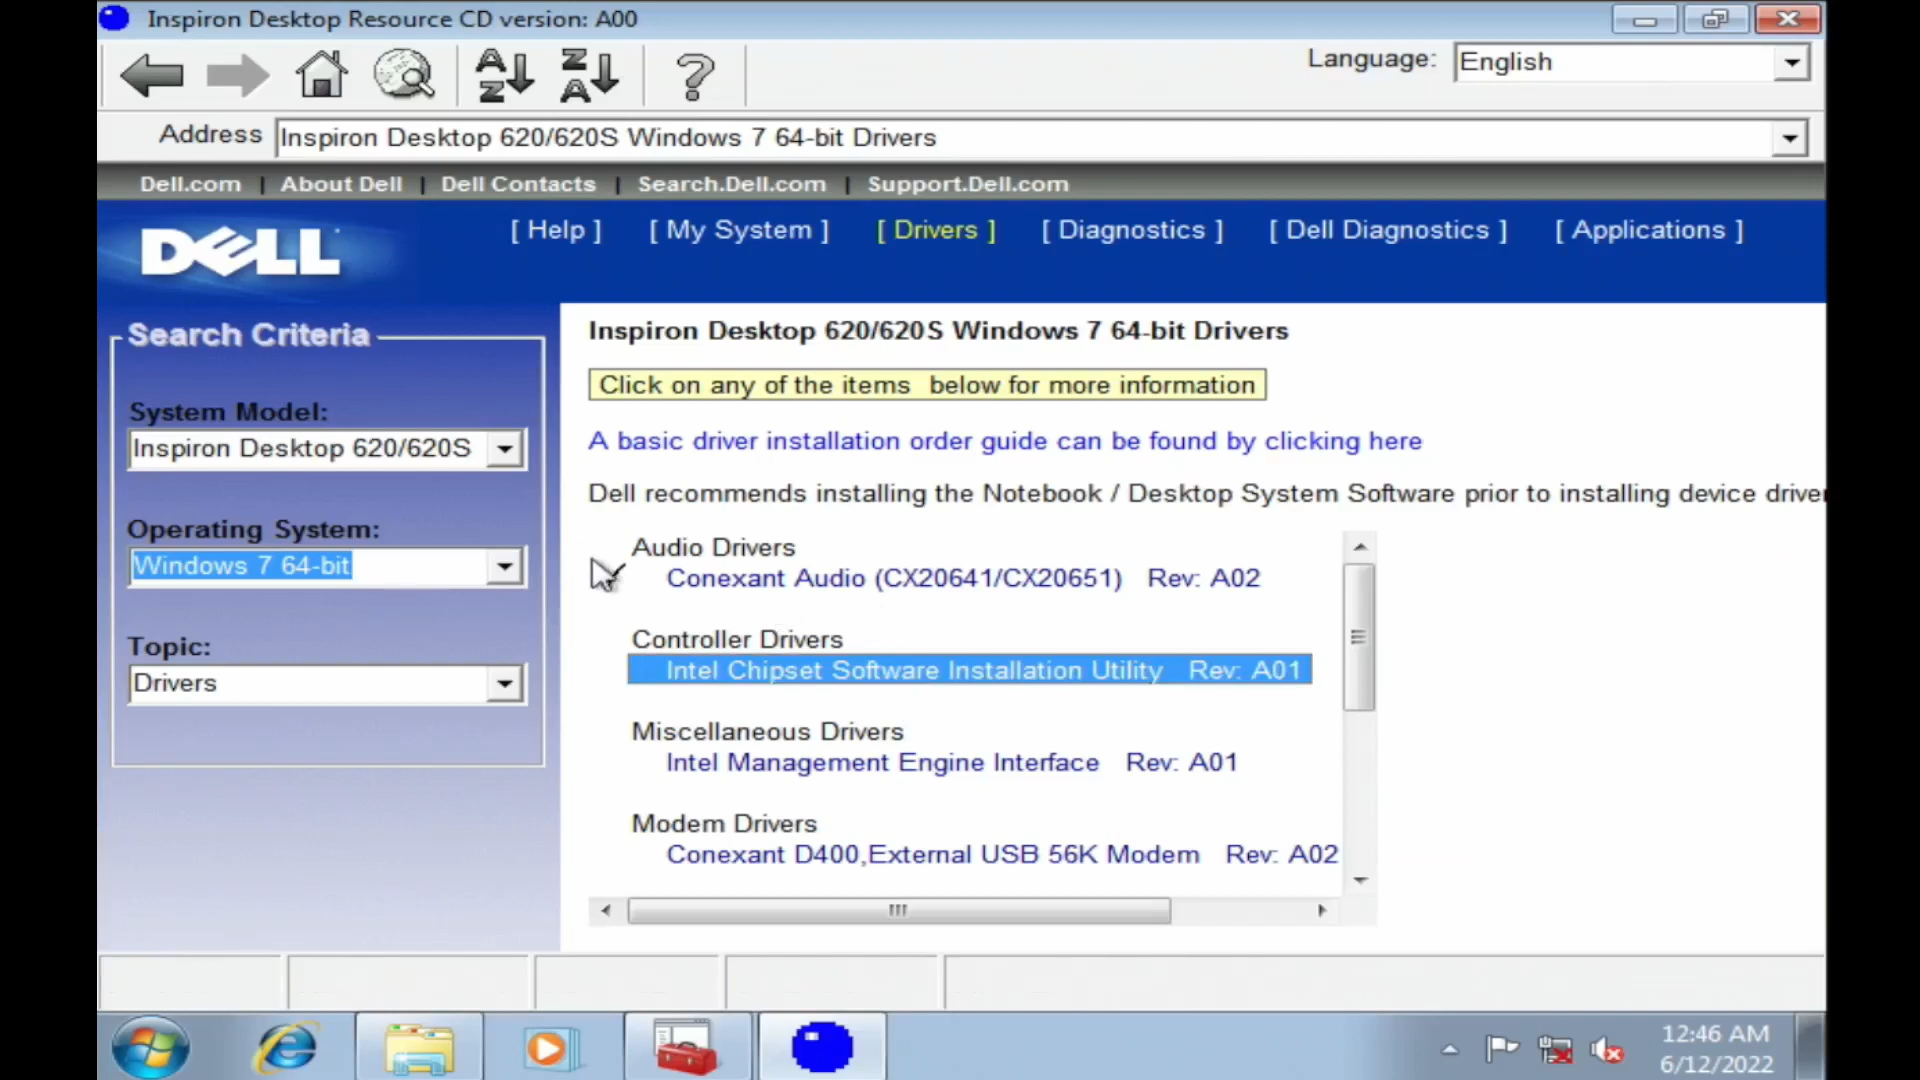 Inspiron Desktop Resource CD version: A00
Language: English
Address Inspiron Desktop 620/620S Windows 7 64-bit Drivers
Dell.com | About Dell | Dell Contacts | Search.Dell.com | Support.Dell.com
DELL
[ Help ] [ My System ] [ Drivers ] [ Diagnostics ] [ Dell Diagnostics ] [ Applications ]
Search Criteria
System Model:
Inspiron Desktop 620/620S
Operating System:
Windows 7 64-bit
Topic:
Drivers
Inspiron Desktop 620/620S Windows 7 64-bit Drivers
Click on any of the items below for more information
A basic driver installation order guide can be found by clicking here
Dell recommends installing the Notebook / Desktop System Software prior to installing device driver
Audio Drivers
Conexant Audio (CX20641/CX20651) Rev: A02
Controller Drivers
Intel Chipset Software Installation Utility Rev: A01
Miscellaneous Drivers
Intel Management Engine Interface Rev: A01
Modem Drivers
Conexant D400,External USB 56K Modem Rev: A02
12:46 AM
6/12/2022